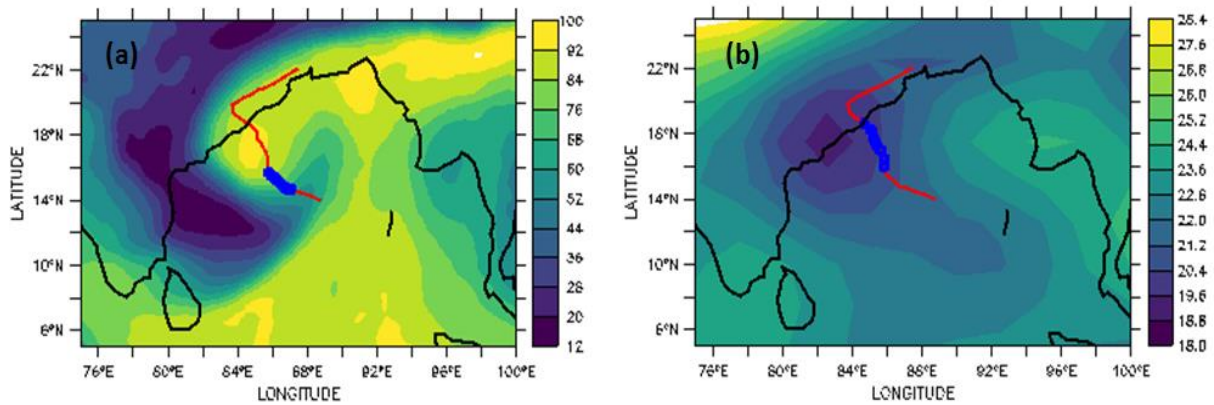 (a)
LATITUDE
22°N
18°N
14°N
10°N
6°N
76°E 80°E 84°E 88°E 92°E 96°E 100°E
LONGITUDE
100
92
84
76
68
60
52
44
36
28
20
12
(b)
LATITUDE
22°N
18°N
14°N
10°N
6°N
76°E 80°E 84°E 88°E 92°E 96°E 100°E
LONGITUDE
28.4
27.6
26.8
26.0
25.2
24.4
23.6
22.8
22.0
21.2
20.4
19.6
18.8
18.0